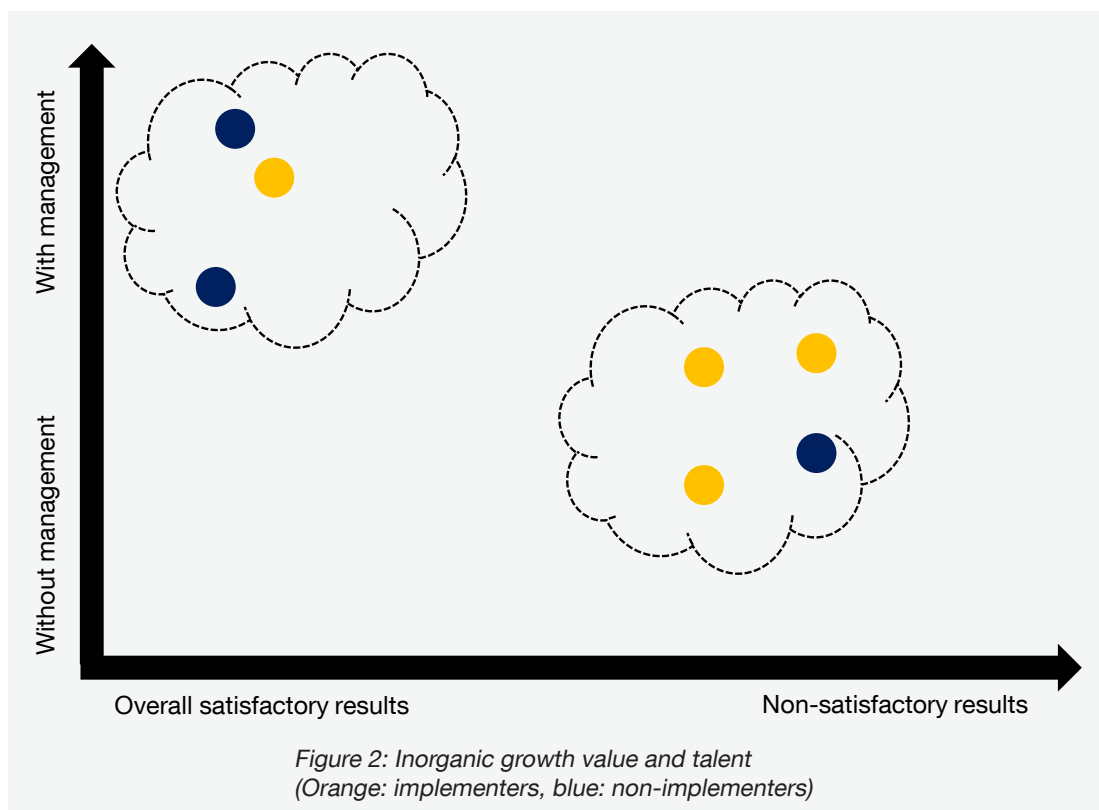 With management
Without management
Overall satisfactory results
Non-satisfactory results
Figure 2: Inorganic growth value and talent
(Orange: implementers, blue: non-implementers)